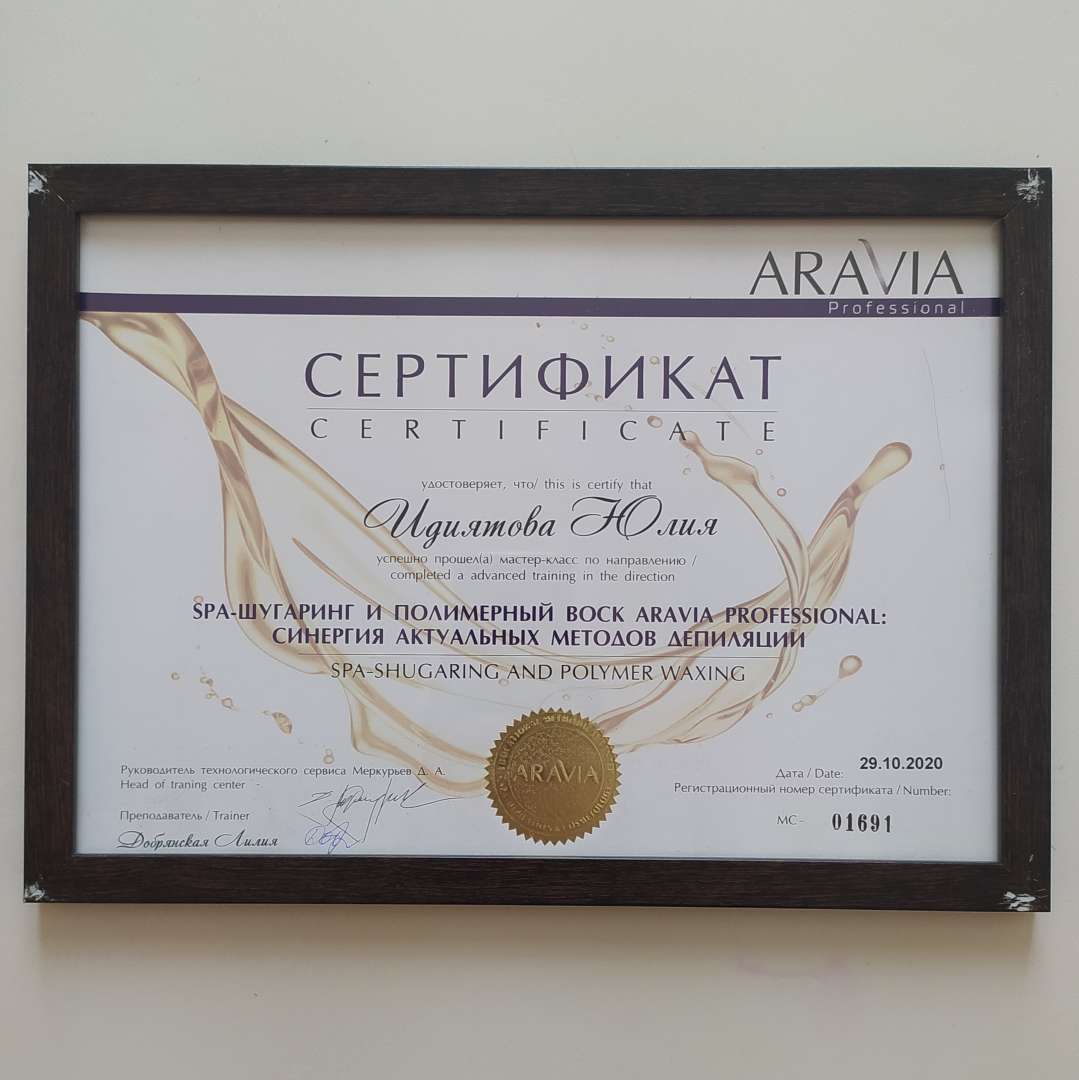 ARAVIA
Professional
СЕРТИФИКАТ
CERTIFICATE
удостоверяет, что/ this is certify that
Идиятова Юлия
успешно прошел(а) мастер-класс по направлению /
completed a advanced training in the direction
SPA-ШУГАРИНГ И ПОЛИМЕРНЫЙ ВОСК ARAVIA PROFESSIONAL:
СИНЕРГИЯ АКТУАЛЬНЫХ МЕТОДОВ ДЕПИЛЯЦИИ
SPA-SHUGARING AND POLYMER WAXING
Руководитель технологического сервиса Меркурьев Д. А.
Head of traning center
Преподаватель / Trainer
Добрянская Лилия
ARAVIA
Дата / Date: 29.10.2020
Регистрационный номер сертификата / Number:
МС- 01691